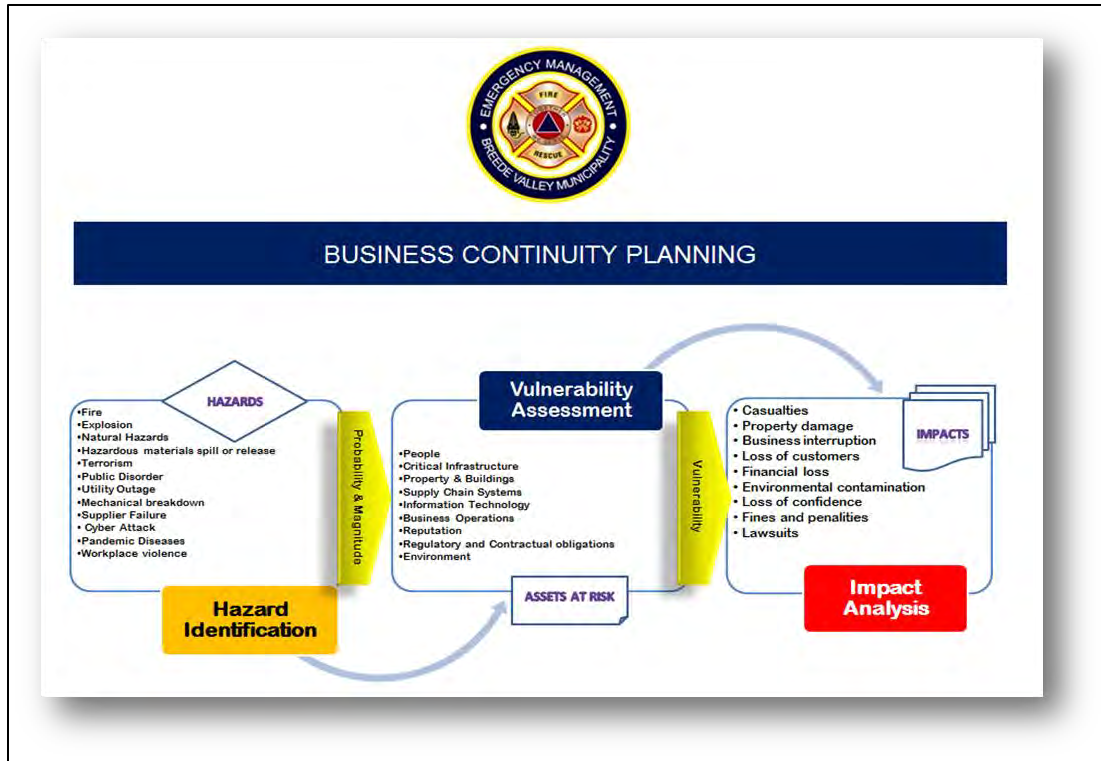 EMERGENCY MANAGEMENT
FIRE
RESCUE
BREEDE VALLEY MUNICIPALITY
BUSINESS CONTINUITY PLANNING
HAZARDS
•Fire
•Explosion
•Natural Hazards
•Hazardous materials spill or release
•Terrorism
•Public Disorder
•Utility Outage
•Mechanical breakdown
•Supplier Failure
• Cyber Attack
•Pandemic Diseases
•Workplace violence
Hazard
Identification
Probability & Magnitude
Vulnerability
Assessment
•People
•Critical Infrastructure
•Property & Buildings
•Supply Chain Systems
•Information Technology
•Business Operations
•Reputation
•Regulatory and Contractual obligations
•Environment
ASSETS AT RISK
Vulnerability
IMPACTS
• Casualties
• Property damage
• Business interruption
• Loss of customers
• Financial loss
• Environmental contamination
• Loss of confidence
• Fines and penalities
• Lawsuits
Impact
Analysis